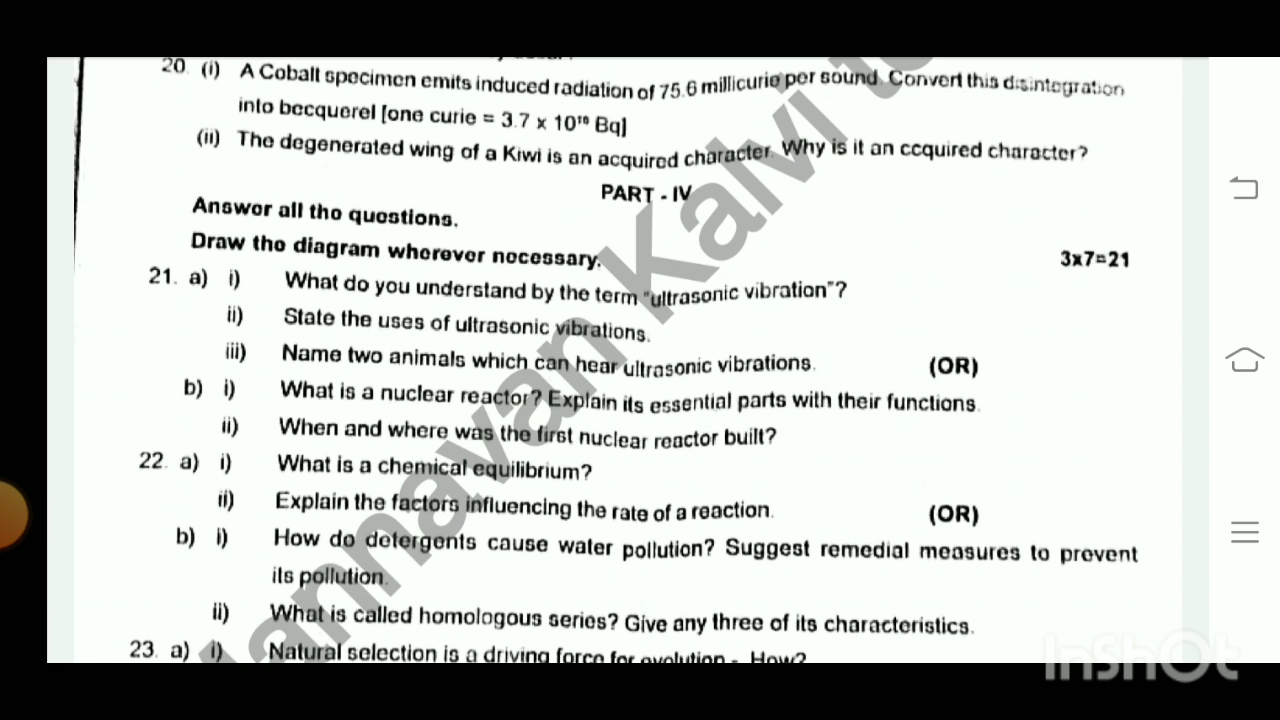 20. (i) A Cobalt specimen emits induced radiation of 75.6 millicurie per sound. Convert this disintegration
into becquerel [one curie = 3.7 x 10¹⁰ Bq]
(ii) The degenerated wing of a Kiwi is an acquired character. Why is it an ccquired character?
PART - IV
Answer all the questions.
Draw the diagram wherever necessary. 3x7=21
21. a) i) What do you understand by the term "ultrasonic vibration"?
ii) State the uses of ultrasonic vibrations.
iii) Name two animals which can hear ultrasonic vibrations. (OR)
b) i) What is a nuclear reactor? Explain its essential parts with their functions.
ii) When and where was the first nuclear reactor built?
22. a) i) What is a chemical equilibrium?
ii) Explain the factors influencing the rate of a reaction. (OR)
b) i) How do detergents cause water pollution? Suggest remedial measures to prevent
its pollution.
ii) What is called homologous series? Give any three of its characteristics.
23. a) i) Natural selection is a driving force for evolution - How?
Kalvi
InShOt